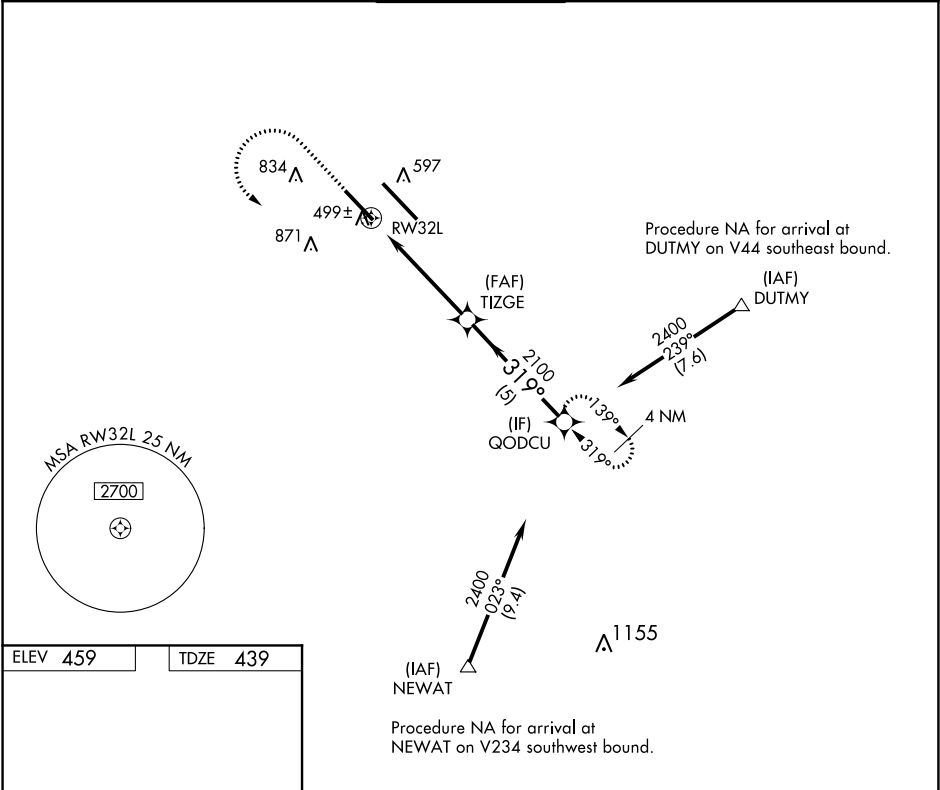 834
597
499±
RW32L
871
Procedure NA for arrival at
DUTMY on V44 southeast bound.
(FAF)
TIZGE
(IAF)
DUTMY
2400
239°
(7.6)
2100
319°
(5)
(IF)
QODCU
139°
319°
4 NM
MSA RW32L 25 NM
2700
2400
023°
(9.4)
1155
(IAF)
NEWAT
ELEV 459
TDZE 439
Procedure NA for arrival at
NEWAT on V234 southwest bound.